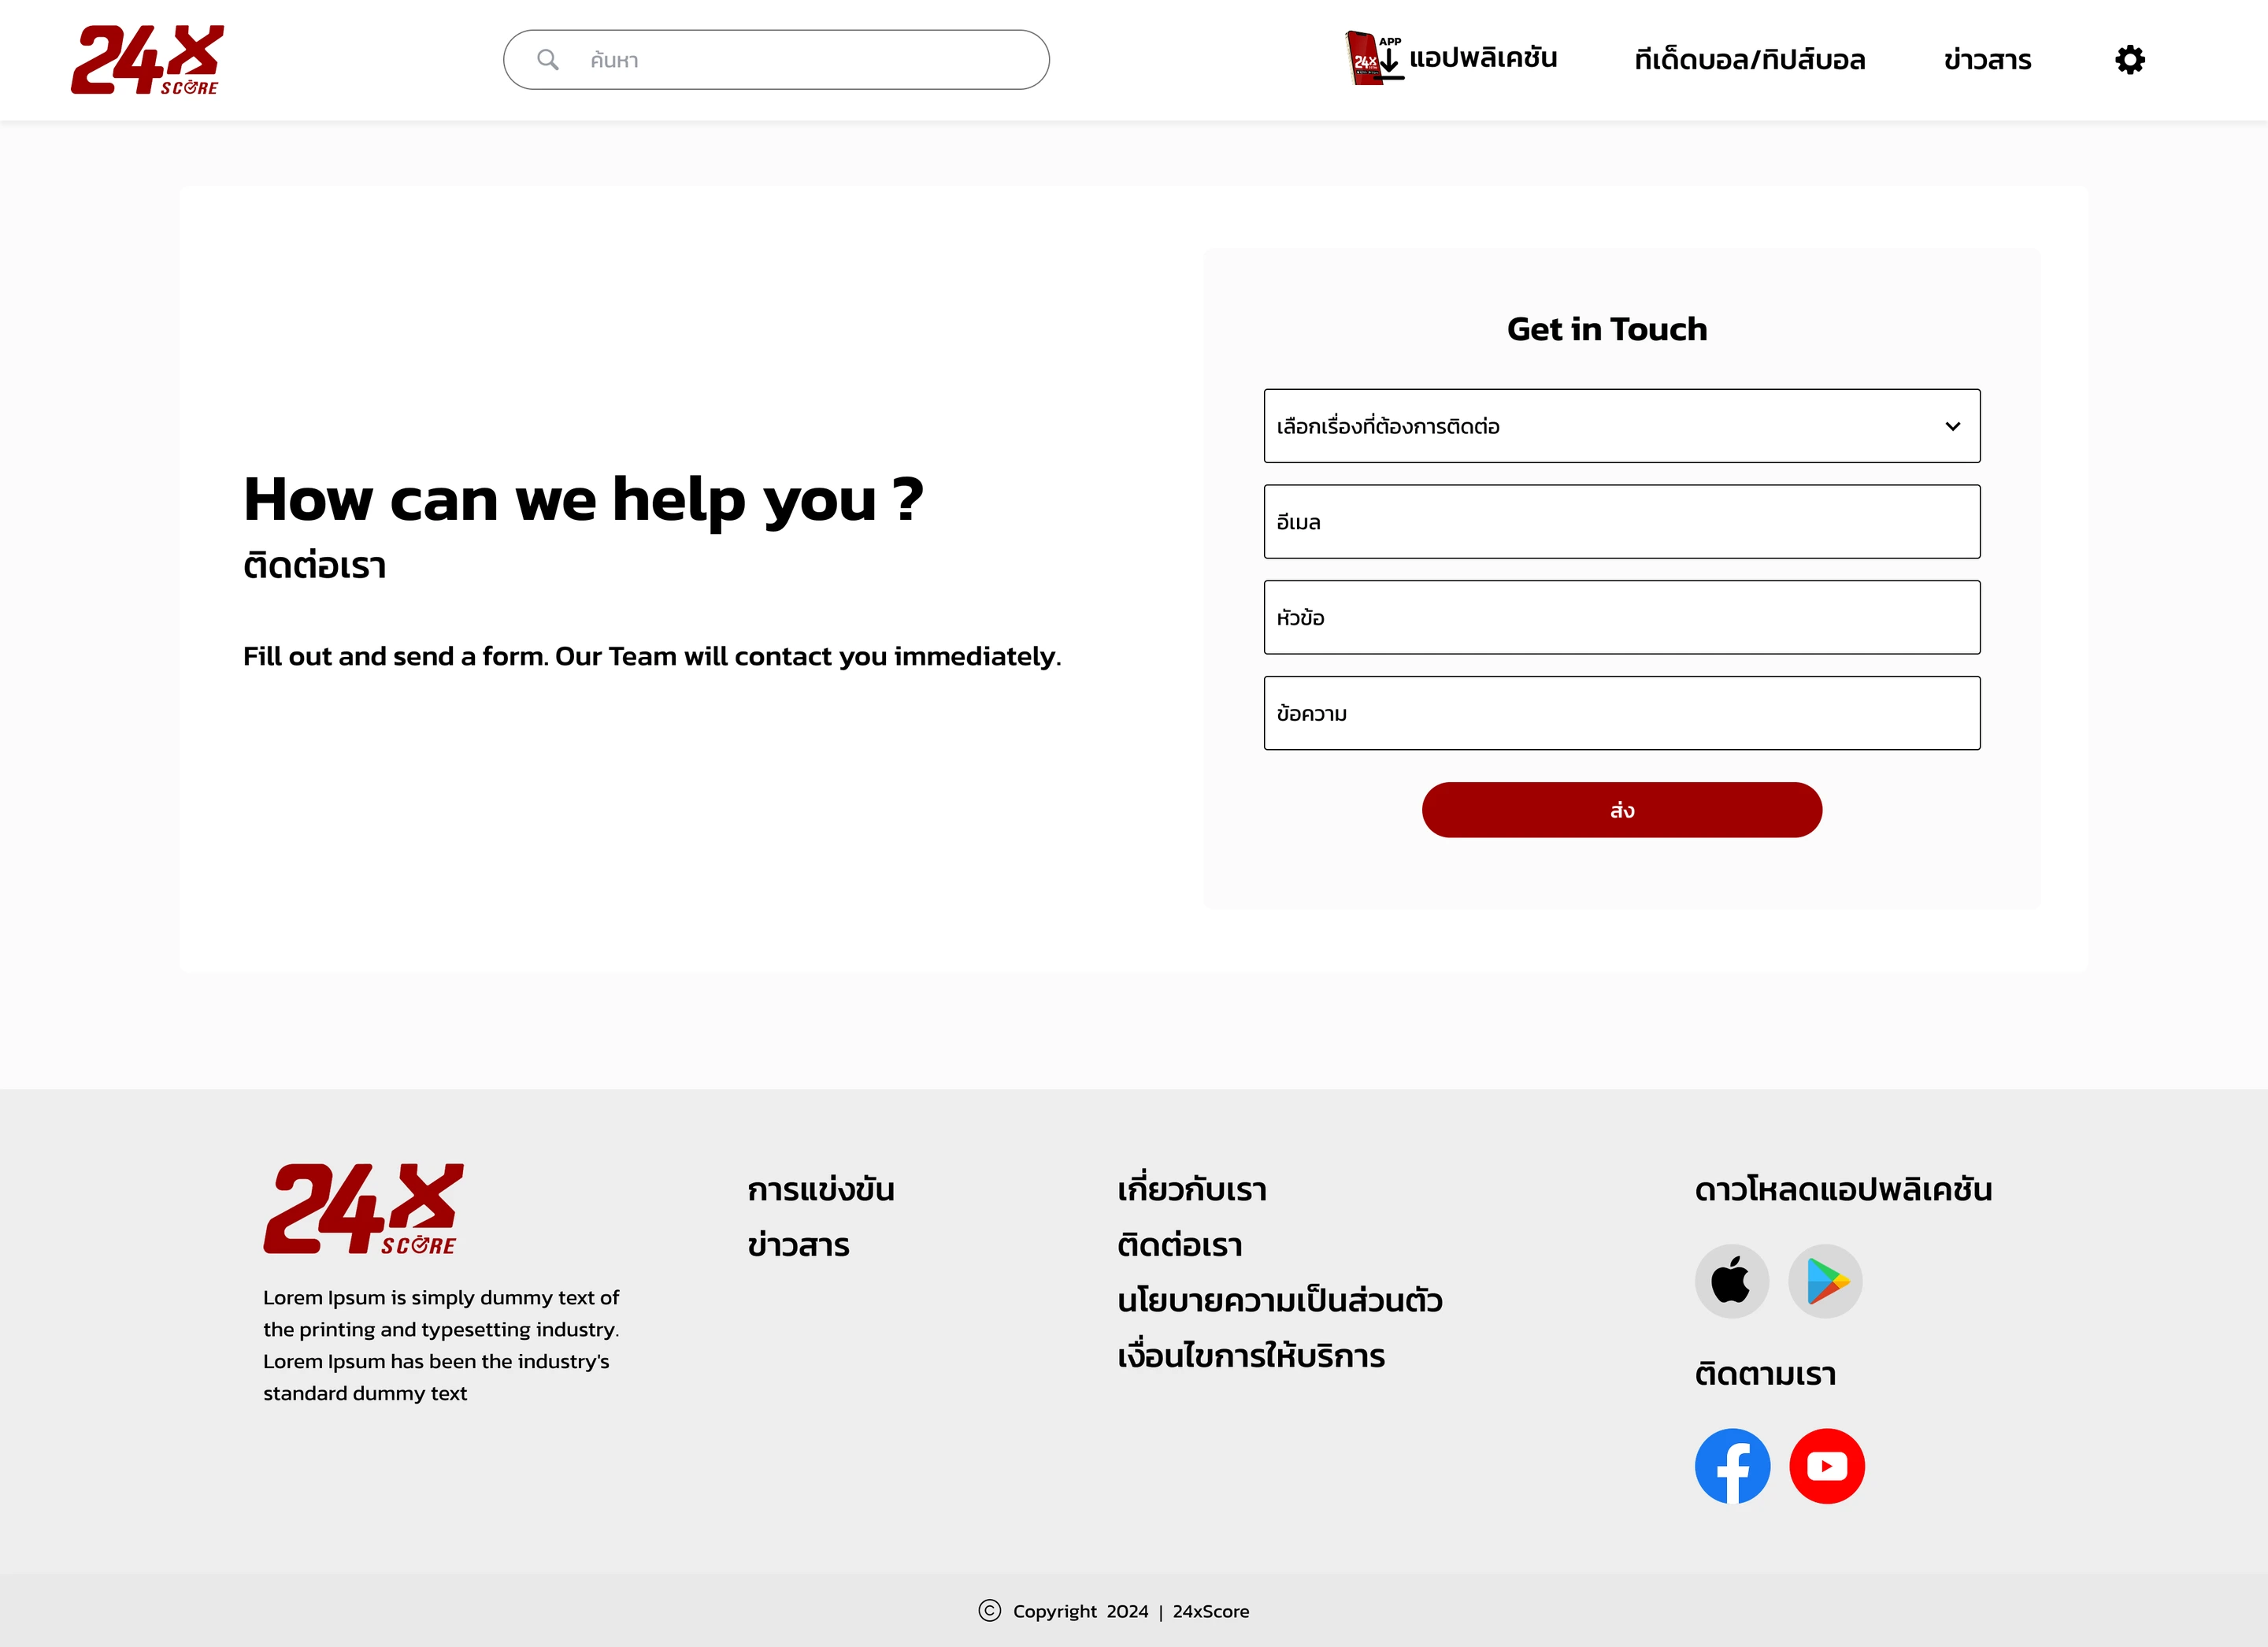 24X
SCORE
ค้นหา
APP
24X
แอปพลิเคชัน
ทีเด็ดบอล/ทิปส์บอล
ข่าวสาร
How can we help you ?
ติดต่อเรา
Fill out and send a form. Our Team will contact you immediately.
Get in Touch
เลือกเรื่องที่ต้องการติดต่อ
อีเมล
หัวข้อ
ข้อความ
ส่ง
24X
SCORE
Lorem Ipsum is simply dummy text of
the printing and typesetting industry.
Lorem Ipsum has been the industry's
standard dummy text
การแข่งขัน
ข่าวสาร
เกี่ยวกับเรา
ติดต่อเรา
นโยบายความเป็นส่วนตัว
เงื่อนไขการให้บริการ
ดาวโหลดแอปพลิเคชัน
ติดตามเรา
© Copyright 2024 | 24xScore